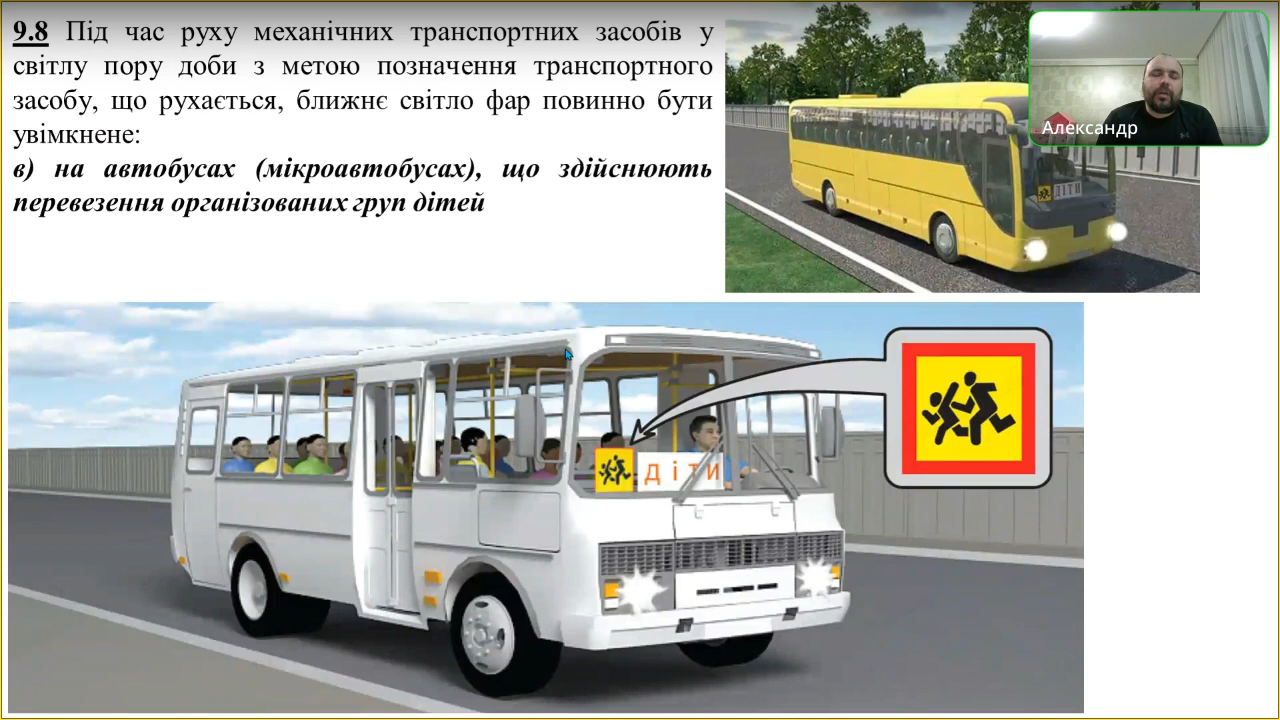 9.8 Під час руху механічних транспортних засобів у
світлу пору доби з метою позначення транспортного
засобу, що рухається, ближнє світло фар повинно бути
увімкнене:
в) на автобусах (мікроавтобусах), що здійснюють
перевезення організованих груп дітей
Александр
ДІТИ
діти